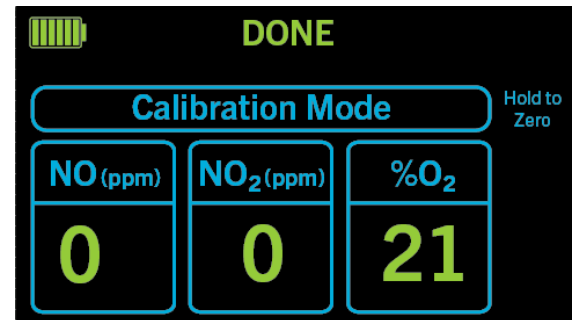 DONE
Calibration Mode
Hold to
Zero
NO (ppm)
NO₂ (ppm)
%O₂
0
0
21